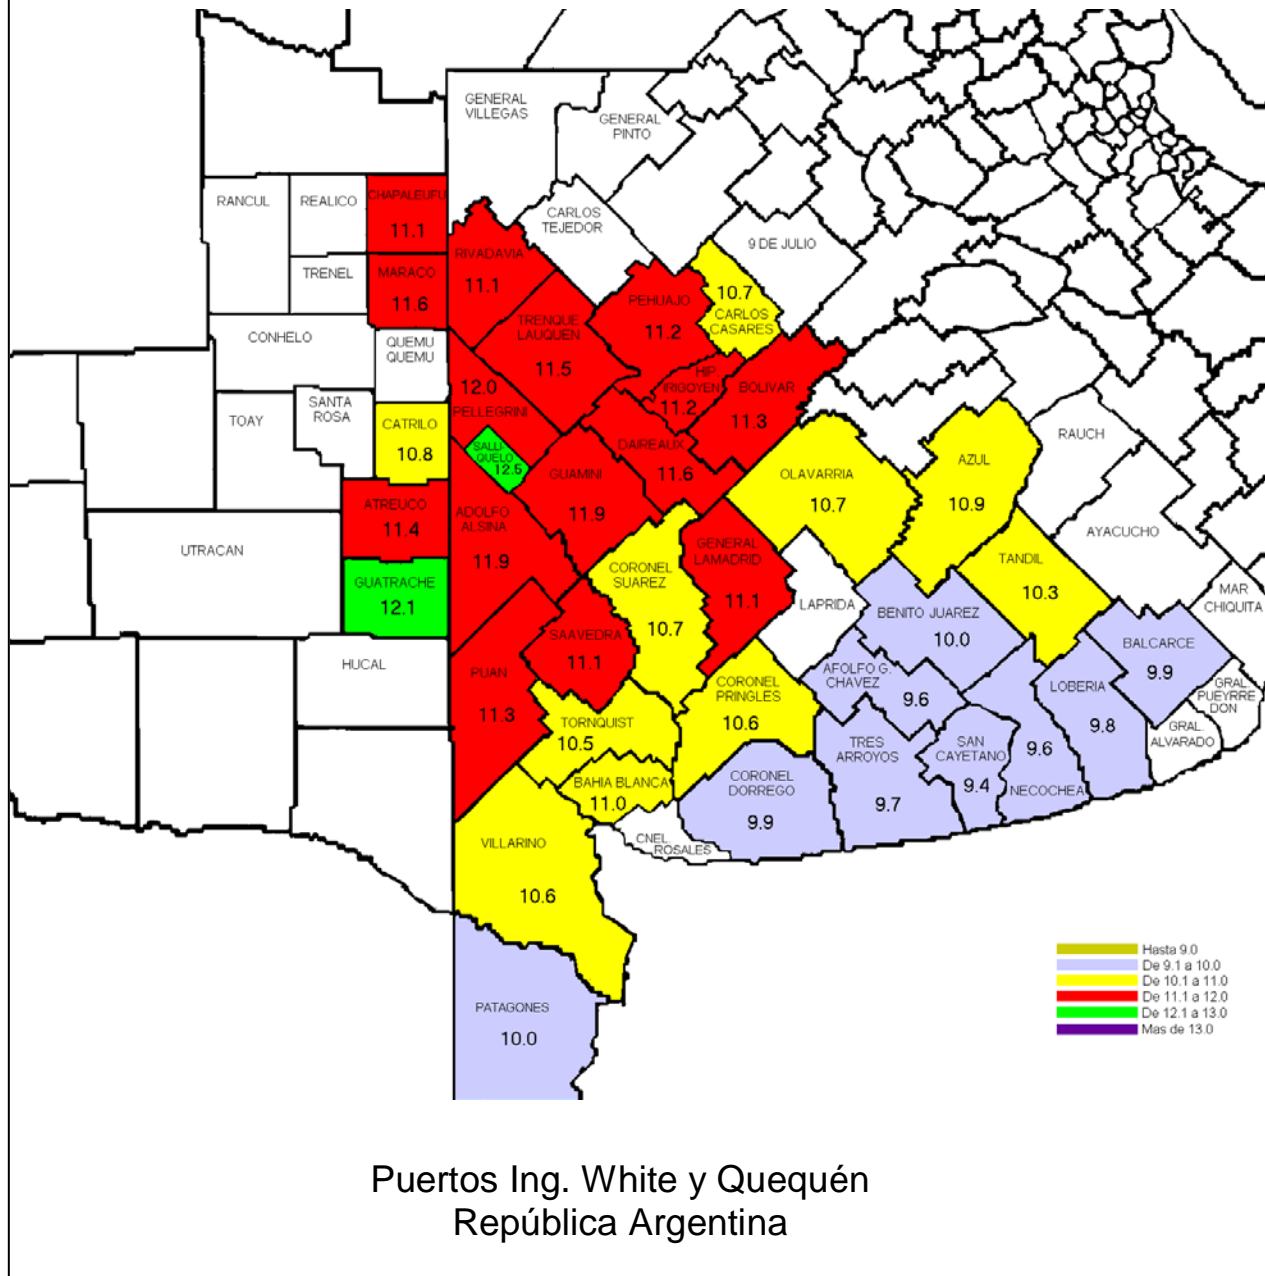 GENERAL
VILLEGAS
GENERAL
PINTO
RANCUL
REALICO
CHAPALEUFU
11.1
CARLOS
TEJEDOR
9 DE JULIO
RIVADAVIA
11.1
TRENEL
MARACO
11.6
PEHUAJO
11.2
10.7
CARLOS
CASARES
TRENQUE
LAUQUEN
11.5
CONHELO
QUEMU
QUEMU
12.0
PELLEGRINI
HIP.
IRIGOYEN
11.2
BOLIVAR
11.3
SANTA
ROSA
TOAY
CATRILO
10.8
SALLI-
QUELO
12.5
DAIREAUX
11.6
RAUCH
GUAMINI
11.9
OLAVARRIA
10.7
AZUL
10.9
ATREUCO
11.4
ADOLFO
ALSINA
11.9
AYACUCHO
UTRACAN
GENERAL
LAMADRID
11.1
TANDIL
10.3
GUATRACHE
12.1
CORONEL
SUAREZ
10.7
LAPRIDA
BENITO JUAREZ
10.0
MAR
CHIQUITA
HUCAL
SAAVEDRA
11.1
BALCARCE
9.9
PUAN
11.3
CORONEL
PRINGLES
10.6
AFOLFO G.
CHAVEZ
9.6
LOBERIA
9.8
GRAL.
PUEYRRE
DON
TORNQUIST
10.5
GRAL.
ALVARADO
TRES
ARROYOS
9.7
SAN
CAYETANO
9.4
9.6
NECOCHEA
BAHIA BLANCA
11.0
CORONEL
DORREGO
9.9
CNEL.
ROSALES
VILLARINO
10.6
PATAGONES
10.0
Hasta 9.0
De 9.1 a 10.0
De 10.1 a 11.0
De 11.1 a 12.0
De 12.1 a 13.0
Mas de 13.0
Puertos Ing. White y Quequén
República Argentina